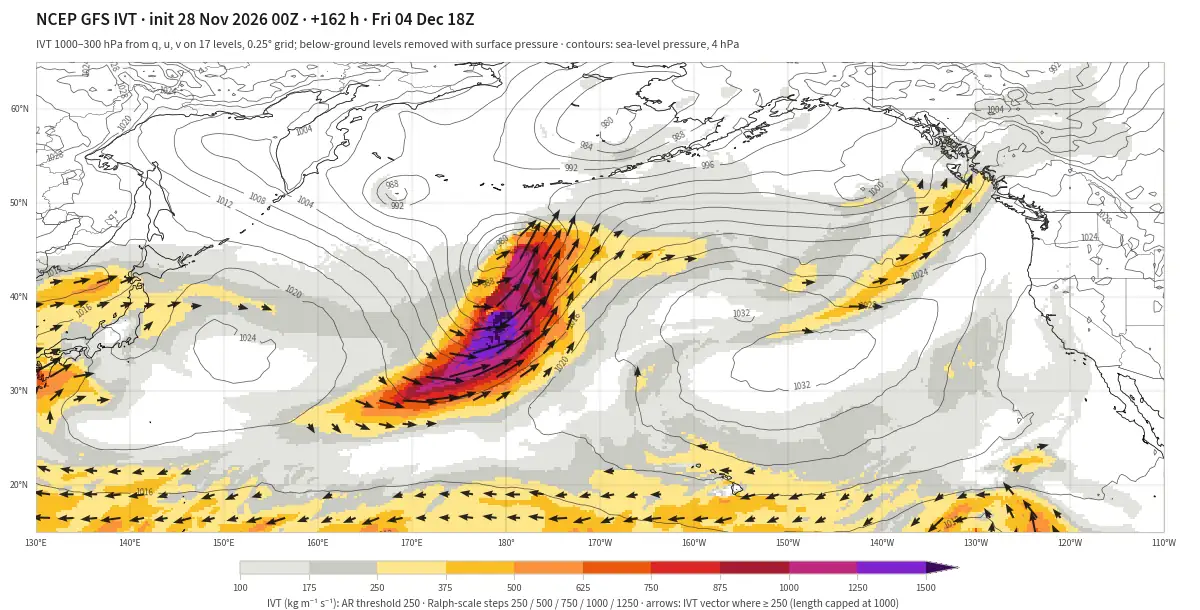 NCEP GFS IVT · init 28 Nov 2026 00Z · +162 h · Fri 04 Dec 18Z
IVT 1000–300 hPa from q, u, v on 17 levels, 0.25° grid; below-ground levels removed with surface pressure · contours: sea-level pressure, 4 hPa
60°N
50°N
40°N
30°N
20°N
1020
1004
980
984
988
992
996
1004
992
1028
988
992
1012
1008
1004
1000
1024
1020
1016
1024
1032
1024
1020
1032
1016
130°E
140°E
150°E
160°E
170°E
180°
170°W
160°W
150°W
140°W
130°W
120°W
110°W
100
175
250
375
500
625
750
875
1000
1250
1500
IVT (kg m⁻¹ s⁻¹): AR threshold 250 · Ralph-scale steps 250 / 500 / 750 / 1000 / 1250 · arrows: IVT vector where ≥ 250 (length capped at 1000)